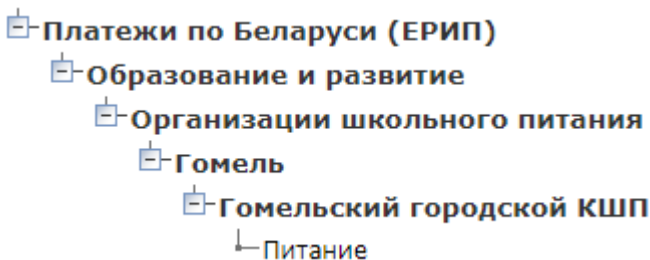 Платежи по Беларуси (ЕРИП)
Образование и развитие
Организации школьного питания
Гомель
Гомельский городской КШП
Питание